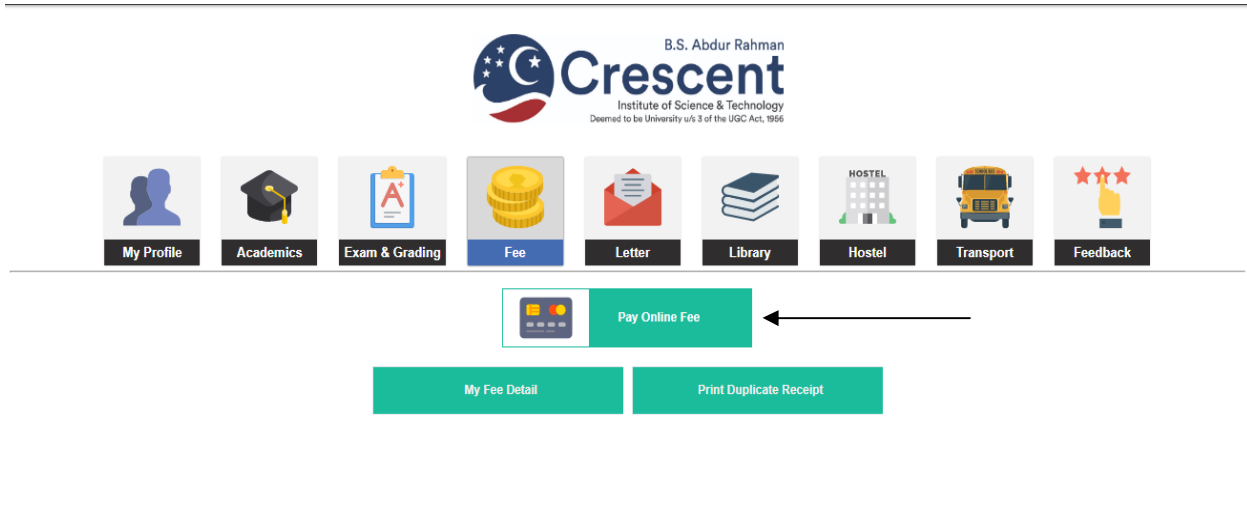 B.S. Abdur Rahman
Crescent
Institute of Science & Technology
Deemed to be University u/s 3 of the UGC Act, 1956
A+
HOSTEL
SCHOOL BUS
My Profile
Academics
Exam & Grading
Fee
Letter
Library
Hostel
Transport
Feedback
Pay Online Fee
My Fee Detail
Print Duplicate Receipt